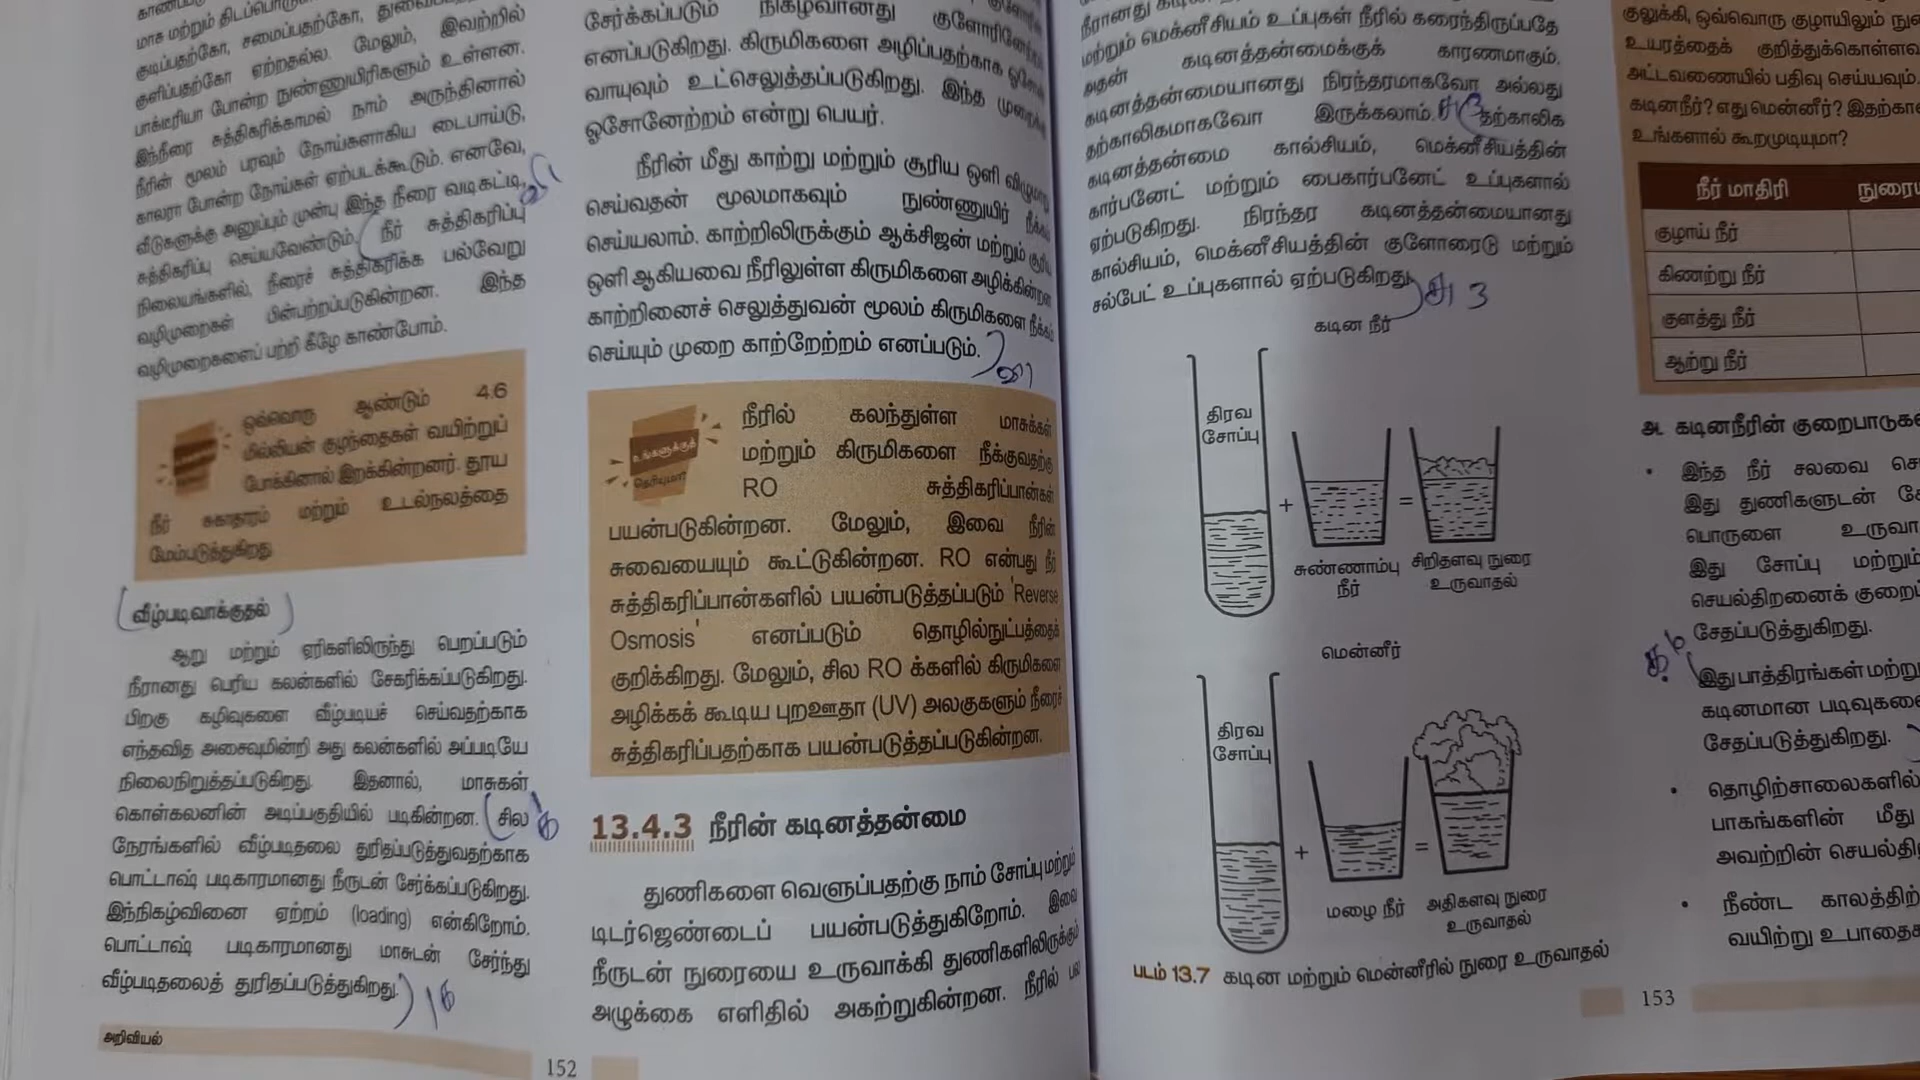 மாசு மற்றும்
குடிப்பதற்கோ, சமைப்பதற்கோ,
குளிப்பதற்கோ ஏற்றதல்ல. மேலும், இவற்றில்
பாக்டீரியா போன்ற நுண்ணுயிரிகளும் உள்ளன.
இந்நீரை சுத்திகரிக்காமல் நாம் அருந்தினால்
நீரின் மூலம் பரவும் நோய்களாகிய டைபாய்டு,
காலரா போன்ற நோய்கள் ஏற்படக்கூடும். எனவே,
வீடுகளுக்கு அனுப்பும் முன்பு இந்த நீரை வடிகட்டி,
சுத்திகரிப்பு செய்யவேண்டும். நீர் சுத்திகரிப்பு
நிலையங்களில், நீரைச் சுத்திகரிக்க பல்வேறு
வழிமுறைகள் பின்பற்றப்படுகின்றன. இந்த
வழிமுறைகளைப் பற்றி கீழே காண்போம்.
ஒவ்வொரு ஆண்டும் 4.6
மில்லியன் குழந்தைகள் வயிற்றுப்
போக்கினால் இறக்கின்றனர். தூய
நீர் சுகாதாரம் மற்றும் உடல்நலத்தை
மேம்படுத்துகிறது
வீழ்படிவாக்குதல்
ஆறு மற்றும் ஏரிகளிலிருந்து பெறப்படும்
நீரானது பெரிய கலன்களில் சேகரிக்கப்படுகிறது.
பிறகு கழிவுகளை வீழ்படியச் செய்வதற்காக
எந்தவித அசைவுமின்றி அது கலன்களில் அப்படியே
நிலைநிறுத்தப்படுகிறது. இதனால், மாசுகள்
கொள்கலனின் அடிப்பகுதியில் படிகின்றன. சில
நேரங்களில் வீழ்படிதலை துரிதப்படுத்துவதற்காக
பொட்டாஷ் படிகாரமானது நீருடன் சேர்க்கப்படுகிறது.
இந்நிகழ்வினை ஏற்றம் (loading) என்கிறோம்.
பொட்டாஷ் படிகாரமானது மாசுடன் சேர்ந்து
வீழ்படிதலைத் துரிதப்படுத்துகிறது.
16
அறிவியல்
152
சேர்க்கப்படும் நிகழ்வானது குளோரினேற்றம்
எனப்படுகிறது. கிருமிகளை அழிப்பதற்காக ஓசோன்
வாயுவும் உட்செலுத்தப்படுகிறது. இந்த முறைக்கு
ஓசோனேற்றம் என்று பெயர்.
நீரின் மீது காற்று மற்றும் சூரிய ஒளி விழுமாறு
செய்வதன் மூலமாகவும் நுண்ணுயிர் நீக்கம்
செய்யலாம். காற்றிலிருக்கும் ஆக்சிஜன் மற்றும் சூரிய
ஒளி ஆகியவை நீரிலுள்ள கிருமிகளை அழிக்கின்றன
காற்றினைச் செலுத்துவன் மூலம் கிருமிகளை நீக்கம்
செய்யும் முறை காற்றேற்றம் எனப்படும்.
உங்களுக்குத் தெரியுமா?
நீரில் கலந்துள்ள மாசுக்கள்
மற்றும் கிருமிகளை நீக்குவதற்கு
RO சுத்திகரிப்பான்கள்
பயன்படுகின்றன. மேலும், இவை நீரின்
சுவையையும் கூட்டுகின்றன. RO என்பது நீர்
சுத்திகரிப்பான்களில் பயன்படுத்தப்படும் 'Reverse
Osmosis' எனப்படும் தொழில்நுட்பத்தைக்
குறிக்கிறது. மேலும், சில RO க்களில் கிருமிகளை
அழிக்கக் கூடிய புறஊதா (UV) அலகுகளும் நீரைச்
சுத்திகரிப்பதற்காக பயன்படுத்தப்படுகின்றன.
13.4.3 நீரின் கடினத்தன்மை
துணிகளை வெளுப்பதற்கு நாம் சோப்பு மற்றும்
டிடர்ஜெண்டைப் பயன்படுத்துகிறோம். இவை
நீருடன் நுரையை உருவாக்கி துணிகளிலிருக்கும்
அழுக்கை எளிதில் அகற்றுகின்றன. நீரில் பல
மற்றும் மெக்னீசியம் உப்புகள் நீரில் கரைந்திருப்பதே
அதன் கடினத்தன்மைக்குக் காரணமாகும்.
கடினத்தன்மையானது நிரந்தரமாகவோ அல்லது
தற்காலிகமாகவோ இருக்கலாம். தற்காலிக
கடினத்தன்மை கால்சியம், மெக்னீசியத்தின்
கார்பனேட் மற்றும் பைகார்பனேட் உப்புகளால்
ஏற்படுகிறது. நிரந்தர கடினத்தன்மையானது
கால்சியம், மெக்னீசியத்தின் குளோரைடு மற்றும்
சல்பேட் உப்புகளால் ஏற்படுகிறது.
கடின நீர்
திரவ
சோப்பு
+
=
சுண்ணாம்பு
நீர்
சிறிதளவு நுரை
உருவாதல்
மென்னீர்
திரவ
சோப்பு
+
=
மழை நீர்
அதிகளவு நுரை
உருவாதல்
படம் 13.7 கடின மற்றும் மென்னீரில் நுரை உருவாதல்
153
குலுக்கி, ஒவ்வொரு குழாயிலும்
உயரத்தைக் குறித்துக்கொள்ளவ
அட்டவணையில் பதிவு செய்யவும்.
கடினநீர்? எது மென்னீர்? இதற்கா
உங்களால் கூறமுடியுமா?
நீர் மாதிரி
குழாய் நீர்
கிணற்று நீர்
குளத்து நீர்
ஆற்று நீர்
அ. கடினநீரின் குறைபாடுகள்
• இந்த நீர் சலவை
இது துணிகளுடன்
பொருளை உருவா
இது சோப்பு மற்றும்
செயல்திறனைக்
சேதப்படுத்துகிறது.
• இது பாத்திரங்கள் மற்று
கடினமான படிவுகளை
சேதப்படுத்துகிறது.
• தொழிற்சாலைகளில்
பாகங்களின் மீது
அவற்றின்
• நீண்ட
வயிற்று